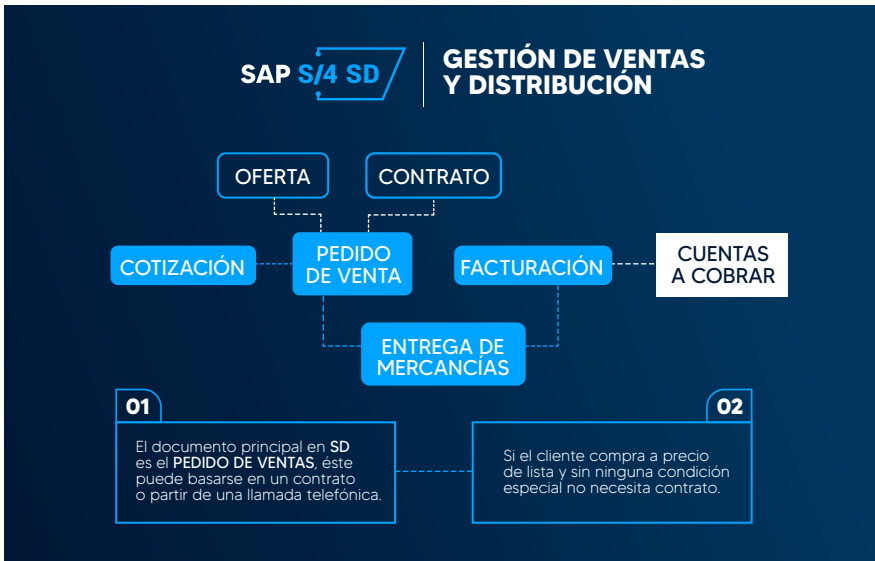 SAP S/4 SD
GESTIÓN DE VENTAS
Y DISTRIBUCIÓN
OFERTA
CONTRATO
COTIZACIÓN
PEDIDO
DE VENTA
FACTURACIÓN
CUENTAS
A COBRAR
ENTREGA DE
MERCANCÍAS
01
El documento principal en SD
es el PEDIDO DE VENTAS, éste
puede basarse en un contrato
o partir de una llamada telefónica.
02
Si el cliente compra a precio
de lista y sin ninguna condición
especial no necesita contrato.